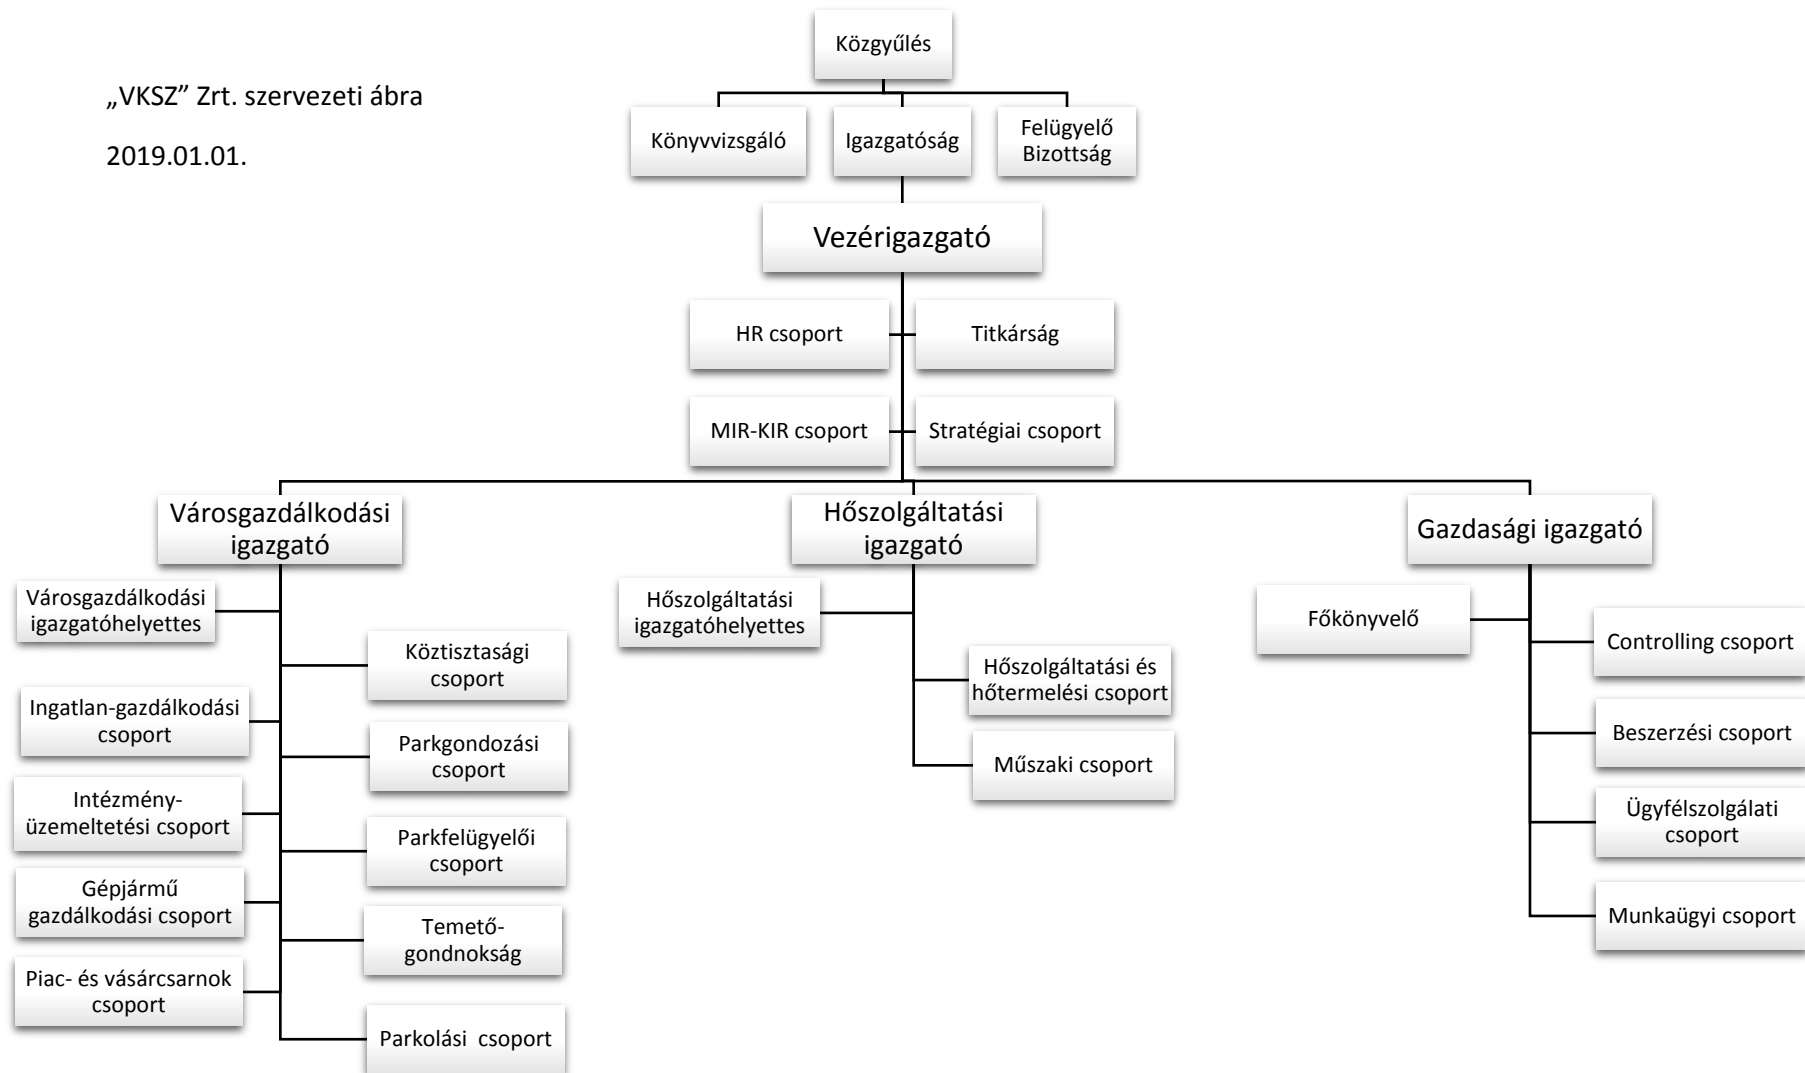 Közgyűlés
„VKSZ” Zrt. szervezeti ábra
2019.01.01.
Könyvvizsgáló
Igazgatóság
Felügyelő
Bizottság
Vezérigazgató
HR csoport
Titkárság
MIR-KIR csoport
Stratégiai csoport
Városgazdálkodási
igazgató
Hőszolgáltatási
igazgató
Gazdasági igazgató
Városgazdálkodási
igazgatóhelyettes
Köztisztasági
csoport
Ingatlan-gazdálkodási
csoport
Parkgondozási
csoport
Intézmény-
üzemeltetési csoport
Parkfelügyelői
csoport
Gépjármű
gazdálkodási csoport
Temető-
gondnokság
Piac- és vásárcsarnok
csoport
Parkolási csoport
Hőszolgáltatási
igazgatóhelyettes
Hőszolgáltatási és
hőtermelési csoport
Műszaki csoport
Főkönyvelő
Controlling csoport
Beszerzési csoport
Ügyfélszolgálati
csoport
Munkaügyi csoport